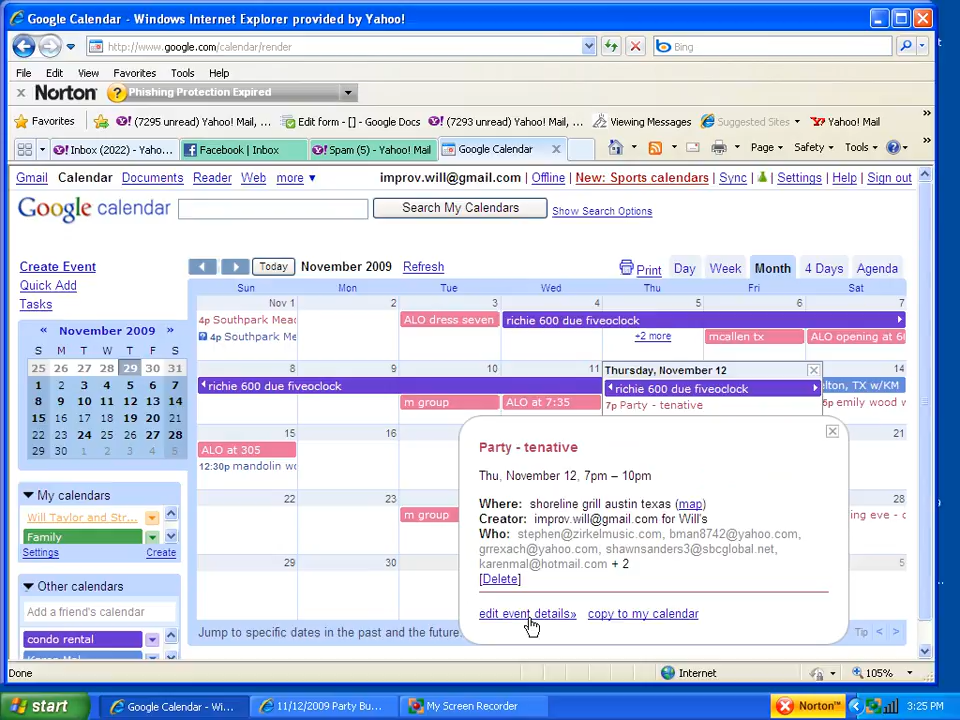 Google Calendar - Windows Internet Explorer provided by Yahoo!
http://www.google.com/calendar/render
Bing
File Edit View Favorites Tools Help
Norton Phishing Protection Expired
Favorites (7295 unread) Yahoo! Mail, ... Edit form - [] - Google Docs (7293 unread) Yahoo! Mail, ... Viewing Messages Suggested Sites Yahoo! Mail
Inbox (2022) - Yaho... Facebook | Inbox Spam (5) - Yahoo! Mail Google Calendar Page Safety Tools
Gmail Calendar Documents Reader Web more improv.will@gmail.com | Offline | New: Sports calendars | Sync | Settings | Help | Sign out
Google calendar Search My Calendars Show Search Options
Create Event Today November 2009 Refresh Print Day Week Month 4 Days Agenda
Quick Add
Tasks
Sun Mon Tue Wed Thu Fri Sat
Nov 1 2 3 4 5 6 7
4p Southpark Mea ALO dress seven richie 600 due fiveoclock
4p Southpark Me +2 more mcallen tx ALO opening at 6
« November 2009 »
S M T W T F S
25 26 27 28 29 30 31
1 2 3 4 5 6 7
8 9 10 11 12 13 14
15 16 17 18 19 20 21
22 23 24 25 26 27 28
29 30 1 2 3 4 5
8 9 10 11 Thursday, November 12 14
richie 600 due fiveoclock richie 600 due fiveoclock lton, TX w/KM
m group ALO at 7:35 7p Party - tenative emily wood w
15 16 21
ALO at 305
12:30p mandolin wo
22 23 28
m group ing eve - c
29 30 5
Party - tenative
Thu, November 12, 7pm – 10pm
Where: shoreline grill austin texas (map)
Creator: improv.will@gmail.com for Will's
Who: stephen@zirkelmusic.com, bman8742@yahoo.com,
grrexach@yahoo.com, shawnsanders3@sbcglobal.net,
karenmal@hotmail.com + 2
[Delete]
edit event details» copy to my calendar
My calendars
Will Taylor and Str...
Family
Settings Create
Other calendars
Add a friend's calendar
condo rental
Jump to specific dates in the past and the future. Tip < >
Done Internet 105%
start Google Calendar - Wi... 11/12/2009 Party Bu... My Screen Recorder Norton™ 3:25 PM